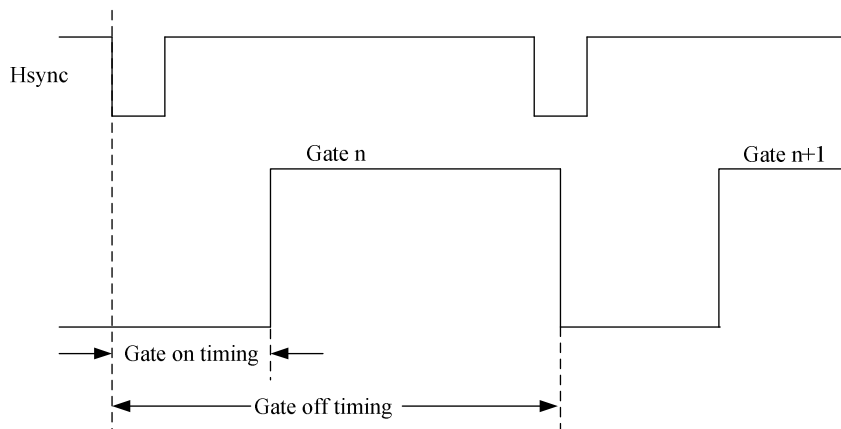 Hsync
Gate n
Gate n+1
Gate on timing
Gate off timing